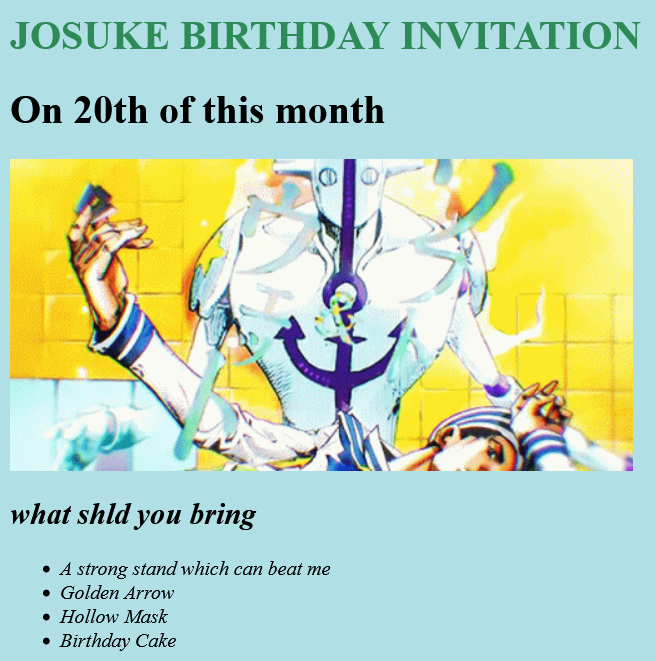 JOSUKE BIRTHDAY INVITATION
On 20th of this month
what shld you bring
A strong stand which can beat me
Golden Arrow
Hollow Mask
Birthday Cake